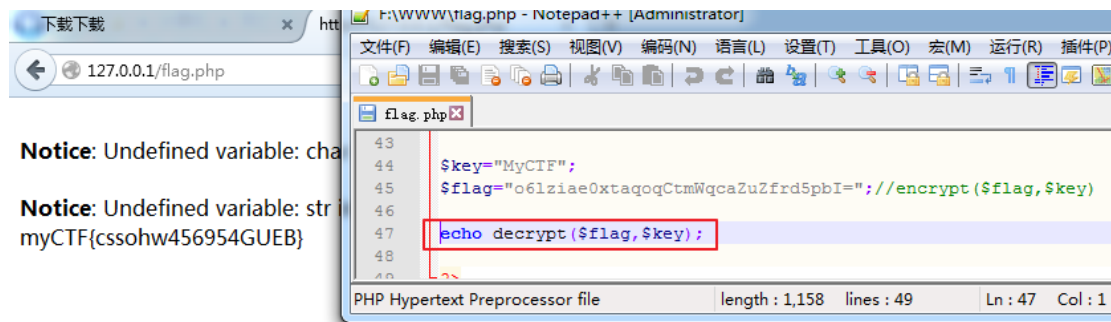 下载下载
htt
127.0.0.1/flag.php
Notice: Undefined variable: cha
Notice: Undefined variable: str i
myCTF{cssohw456954GUEB}
F:\WWW\flag.php - Notepad++ [Administrator]
文件(F) 编辑(E) 搜索(S) 视图(V) 编码(N) 语言(L) 设置(T) 工具(O) 宏(M) 运行(R) 插件(P)
flag.php
43
44 $key="MyCTF";
45 $flag="o6lziae0xtaqoqCtmWqcaZuZfrd5pbI=";//encrypt($flag,$key)
46
47 echo decrypt($flag,$key);
48
49 ?>
PHP Hypertext Preprocessor file length : 1,158 lines : 49 Ln : 47 Col : 1